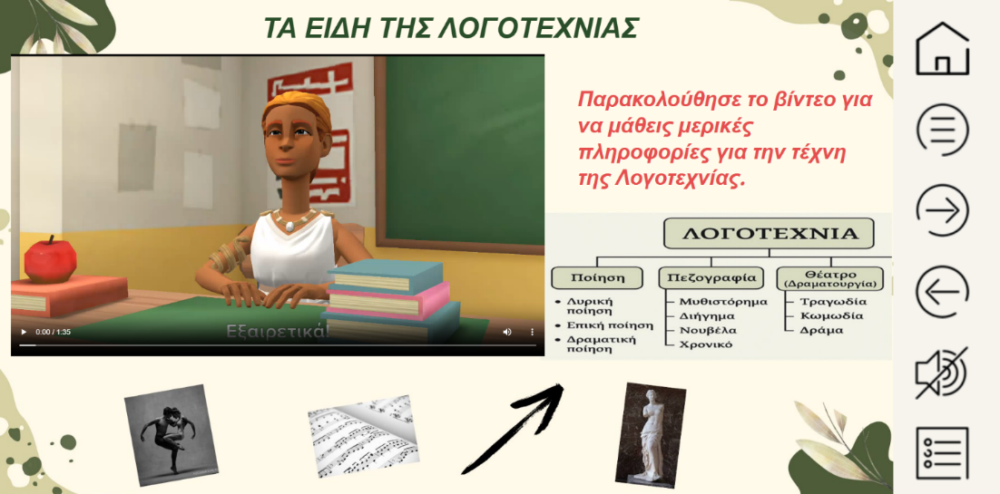 ΤΑ ΕΙΔΗ ΤΗΣ ΛΟΓΟΤΕΧΝΙΑΣ
Παρακολούθησε το βίντεο για
να μάθεις μερικές
πληροφορίες για την τέχνη
της Λογοτεχνίας.
Εξαιρετικά!
0:00 / 1:35
ΛΟΓΟΤΕΧΝΙΑ
Ποίηση
• Λυρική
ποίηση
• Επική ποίηση
• Δραματική
ποίηση
Πεζογραφία
Μυθιστόρημα
Διήγημα
Νουβέλα
Χρονικό
Θέατρο
(Δραματουργία)
Τραγωδία
Κωμωδία
Δράμα